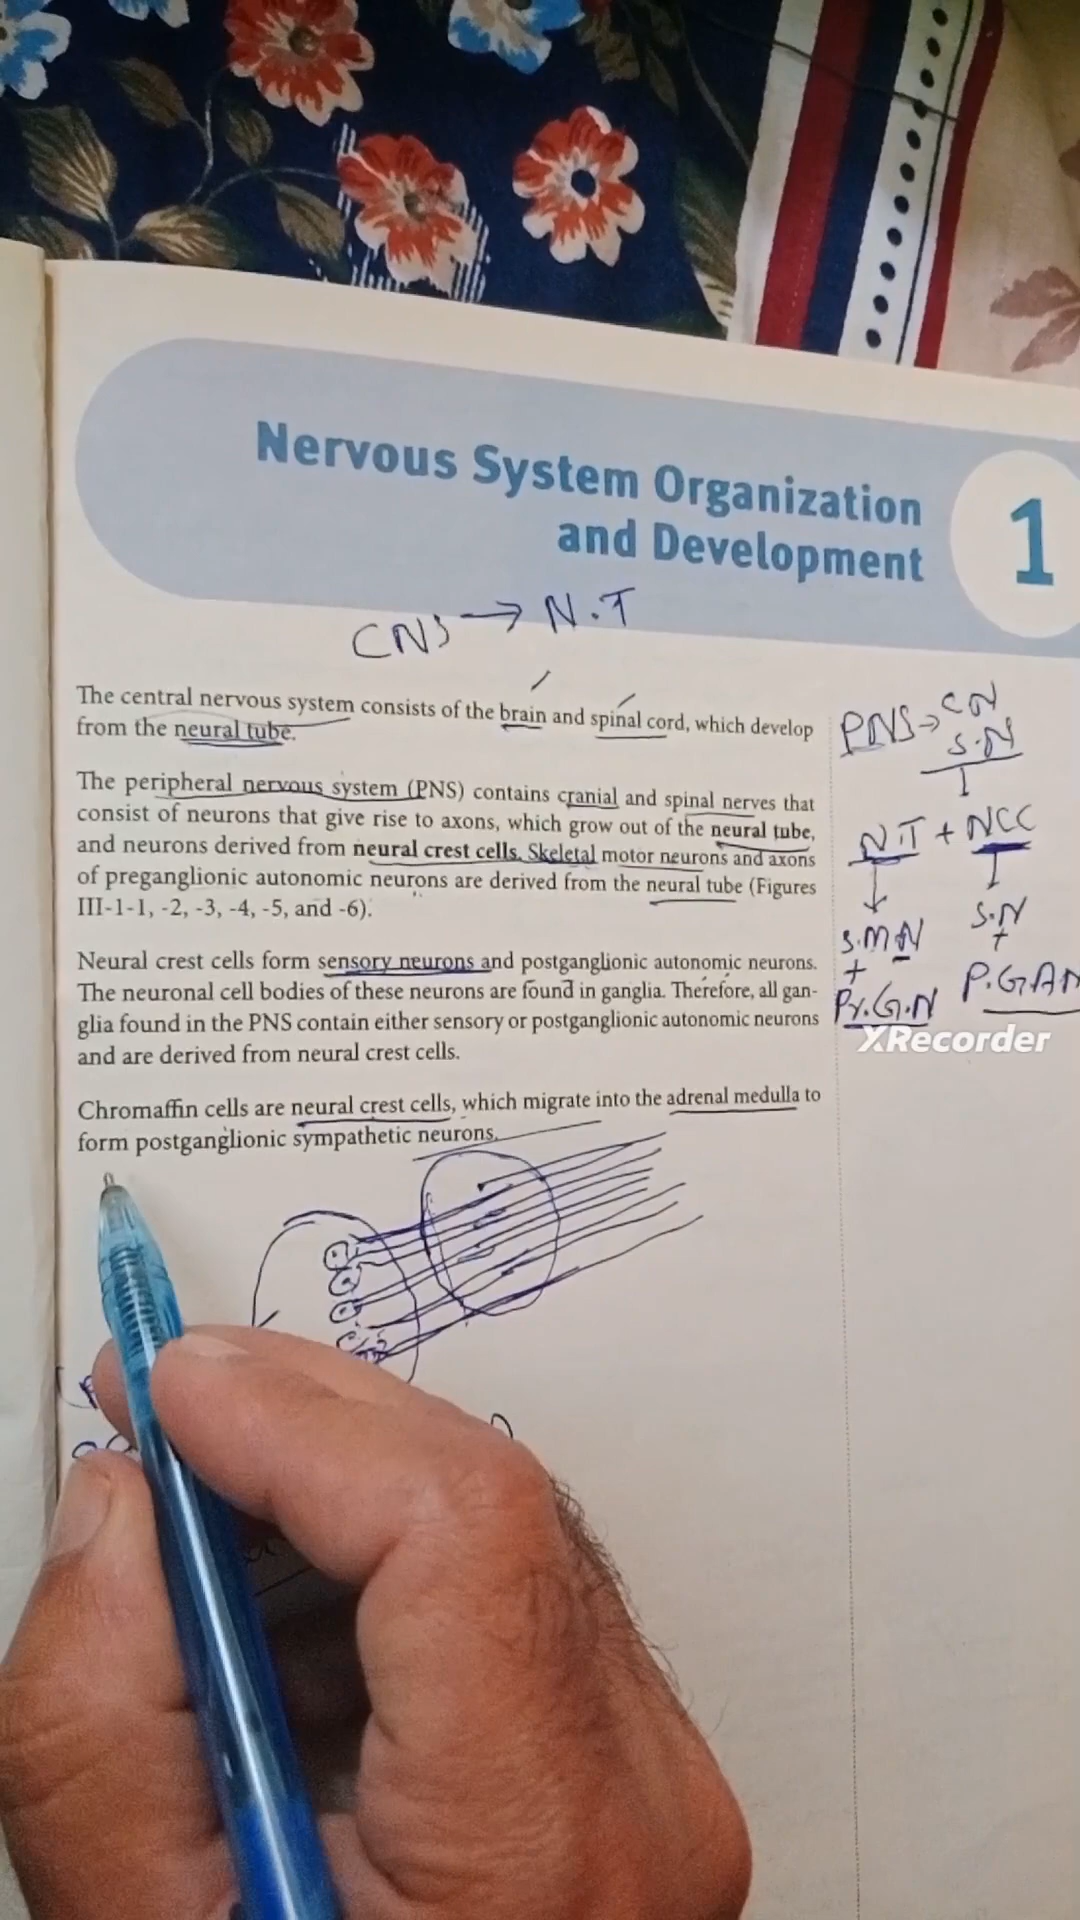 Nervous System Organization
and Development
1
CNS → N.T
The central nervous system consists of the brain and spinal cord, which develop
from the neural tube.
The peripheral nervous system (PNS) contains cranial and spinal nerves that
consist of neurons that give rise to axons, which grow out of the neural tube,
and neurons derived from neural crest cells. Skeletal motor neurons and axons
of preganglionic autonomic neurons are derived from the neural tube (Figures
III-1-1, -2, -3, -4, -5, and -6).
Neural crest cells form sensory neurons and postganglionic autonomic neurons.
The neuronal cell bodies of these neurons are found in ganglia. Therefore, all gan-
glia found in the PNS contain either sensory or postganglionic autonomic neurons
and are derived from neural crest cells.
Chromaffin cells are neural crest cells, which migrate into the adrenal medulla to
form postganglionic sympathetic neurons.
PNS → CN
S.N
N.T + NCC
S.M N
+
Pr.G.N
S.N
+
P.G.AN
XRecorder